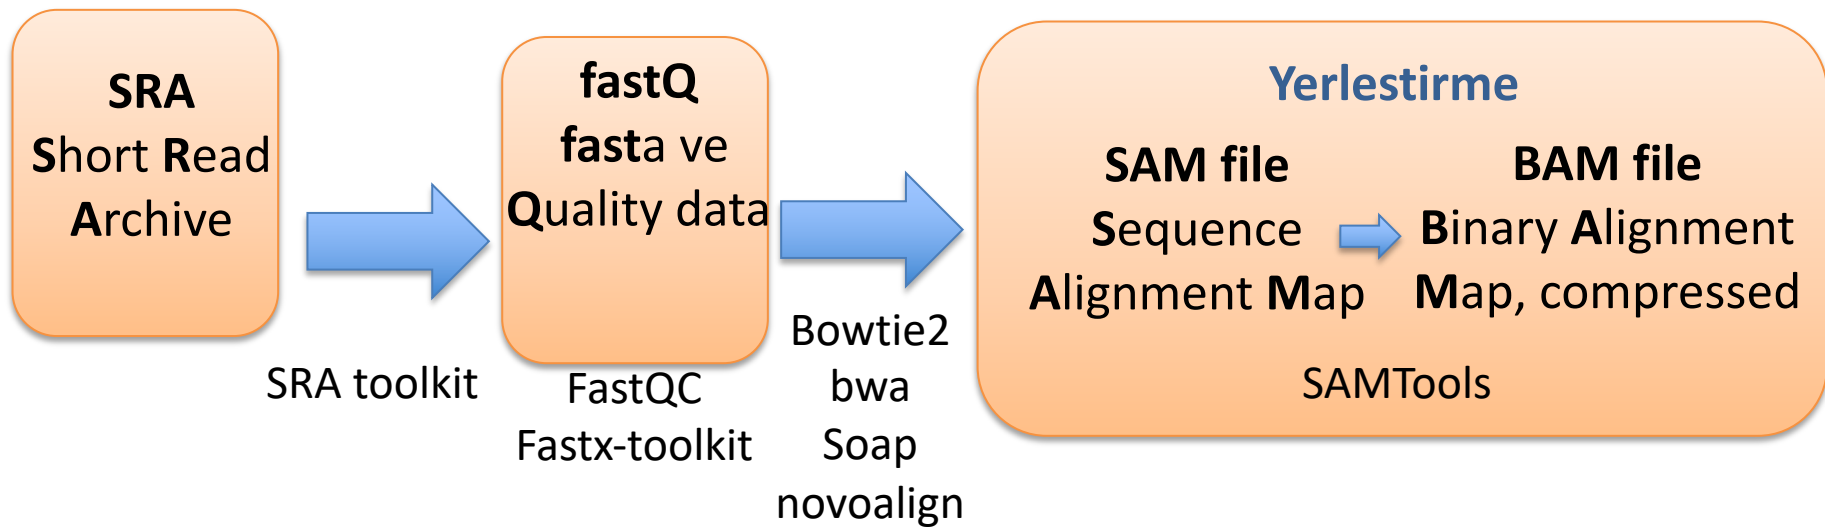 SRA
Short Read
Archive
SRA toolkit
fastQ
fasta ve
Quality data
FastQC
Fastx-toolkit
Bowtie2
bwa
Soap
novoalign
Yerlestirme
SAM file
Sequence
Alignment Map
BAM file
Binary Alignment
Map, compressed
SAMTools